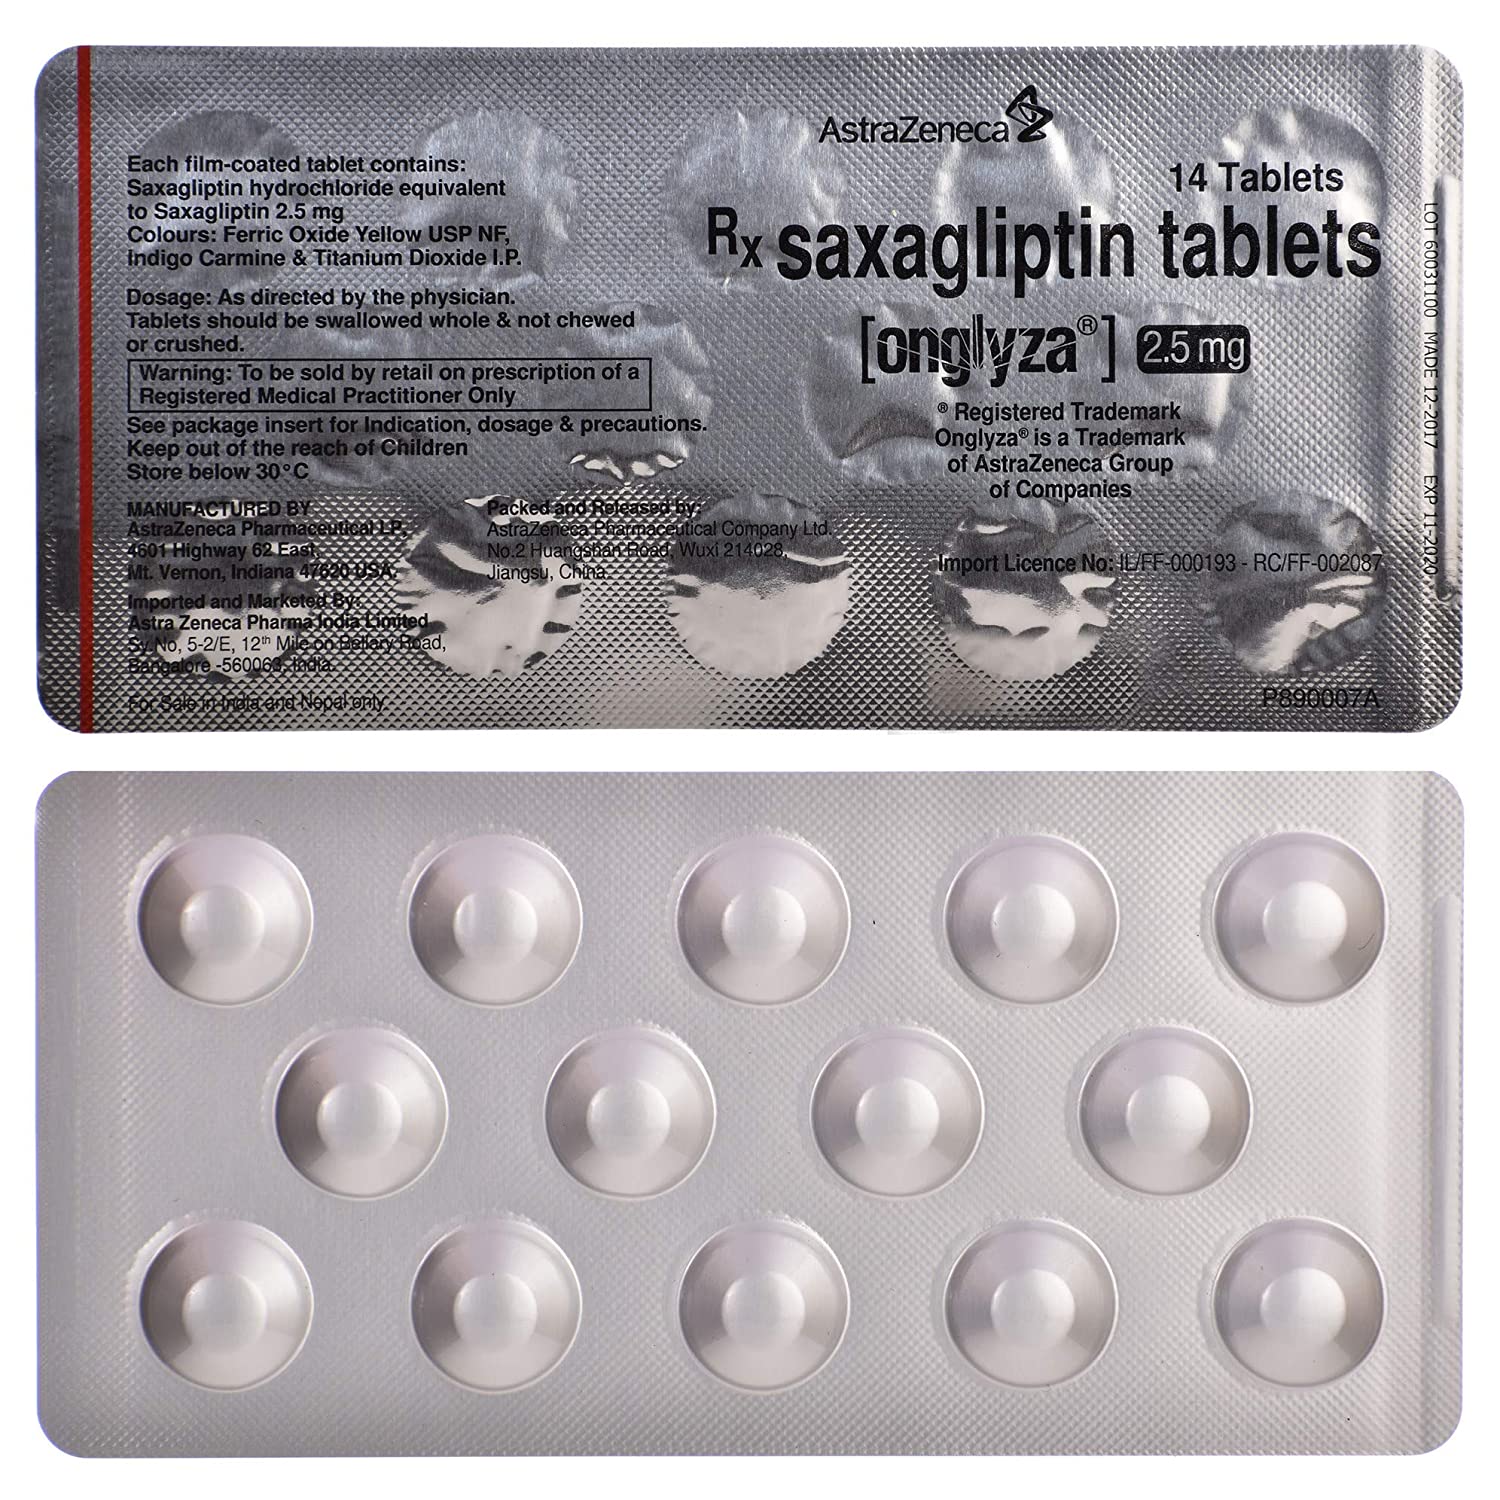 Each film-coated tablet contains:
Saxagliptin hydrochloride equivalent
to Saxagliptin 2.5 mg
Colours: Ferric Oxide Yellow USP NF,
Indigo Carmine & Titanium Dioxide I.P.
Dosage: As directed by the physician.
Tablets should be swallowed whole & not chewed
or crushed.
Warning: To be sold by retail on prescription of a
Registered Medical Practitioner Only
See package insert for Indication, dosage & precautions.
Keep out of the reach of Children
Store below 30°C
MANUFACTURED BY
AstraZeneca Pharmaceutical LP,
4601 Highway 62 East,
Mt. Vernon, Indiana 47620 USA.
Imported and Marketed By:
Astra Zeneca Pharma India Limited
Sy.No, 5-2/E, 12th Mile on Bellary Road,
Bangalore -560063, India.
For Sale in India and Nepal only
Packed and Released by:
AstraZeneca Pharmaceutical Company Ltd.
No.2 Huangshan Road, Wuxi 214028,
Jiangsu, China
AstraZeneca
14 Tablets
Rx saxagliptin tablets
[onglyza®] 2.5 mg
® Registered Trademark
Onglyza® is a Trademark
of AstraZeneca Group
of Companies
Import Licence No: IL/FF-000193 - RC/FF-002087
P890007A
LOT 60031100 MADE 12-2017 EXP 11-2020